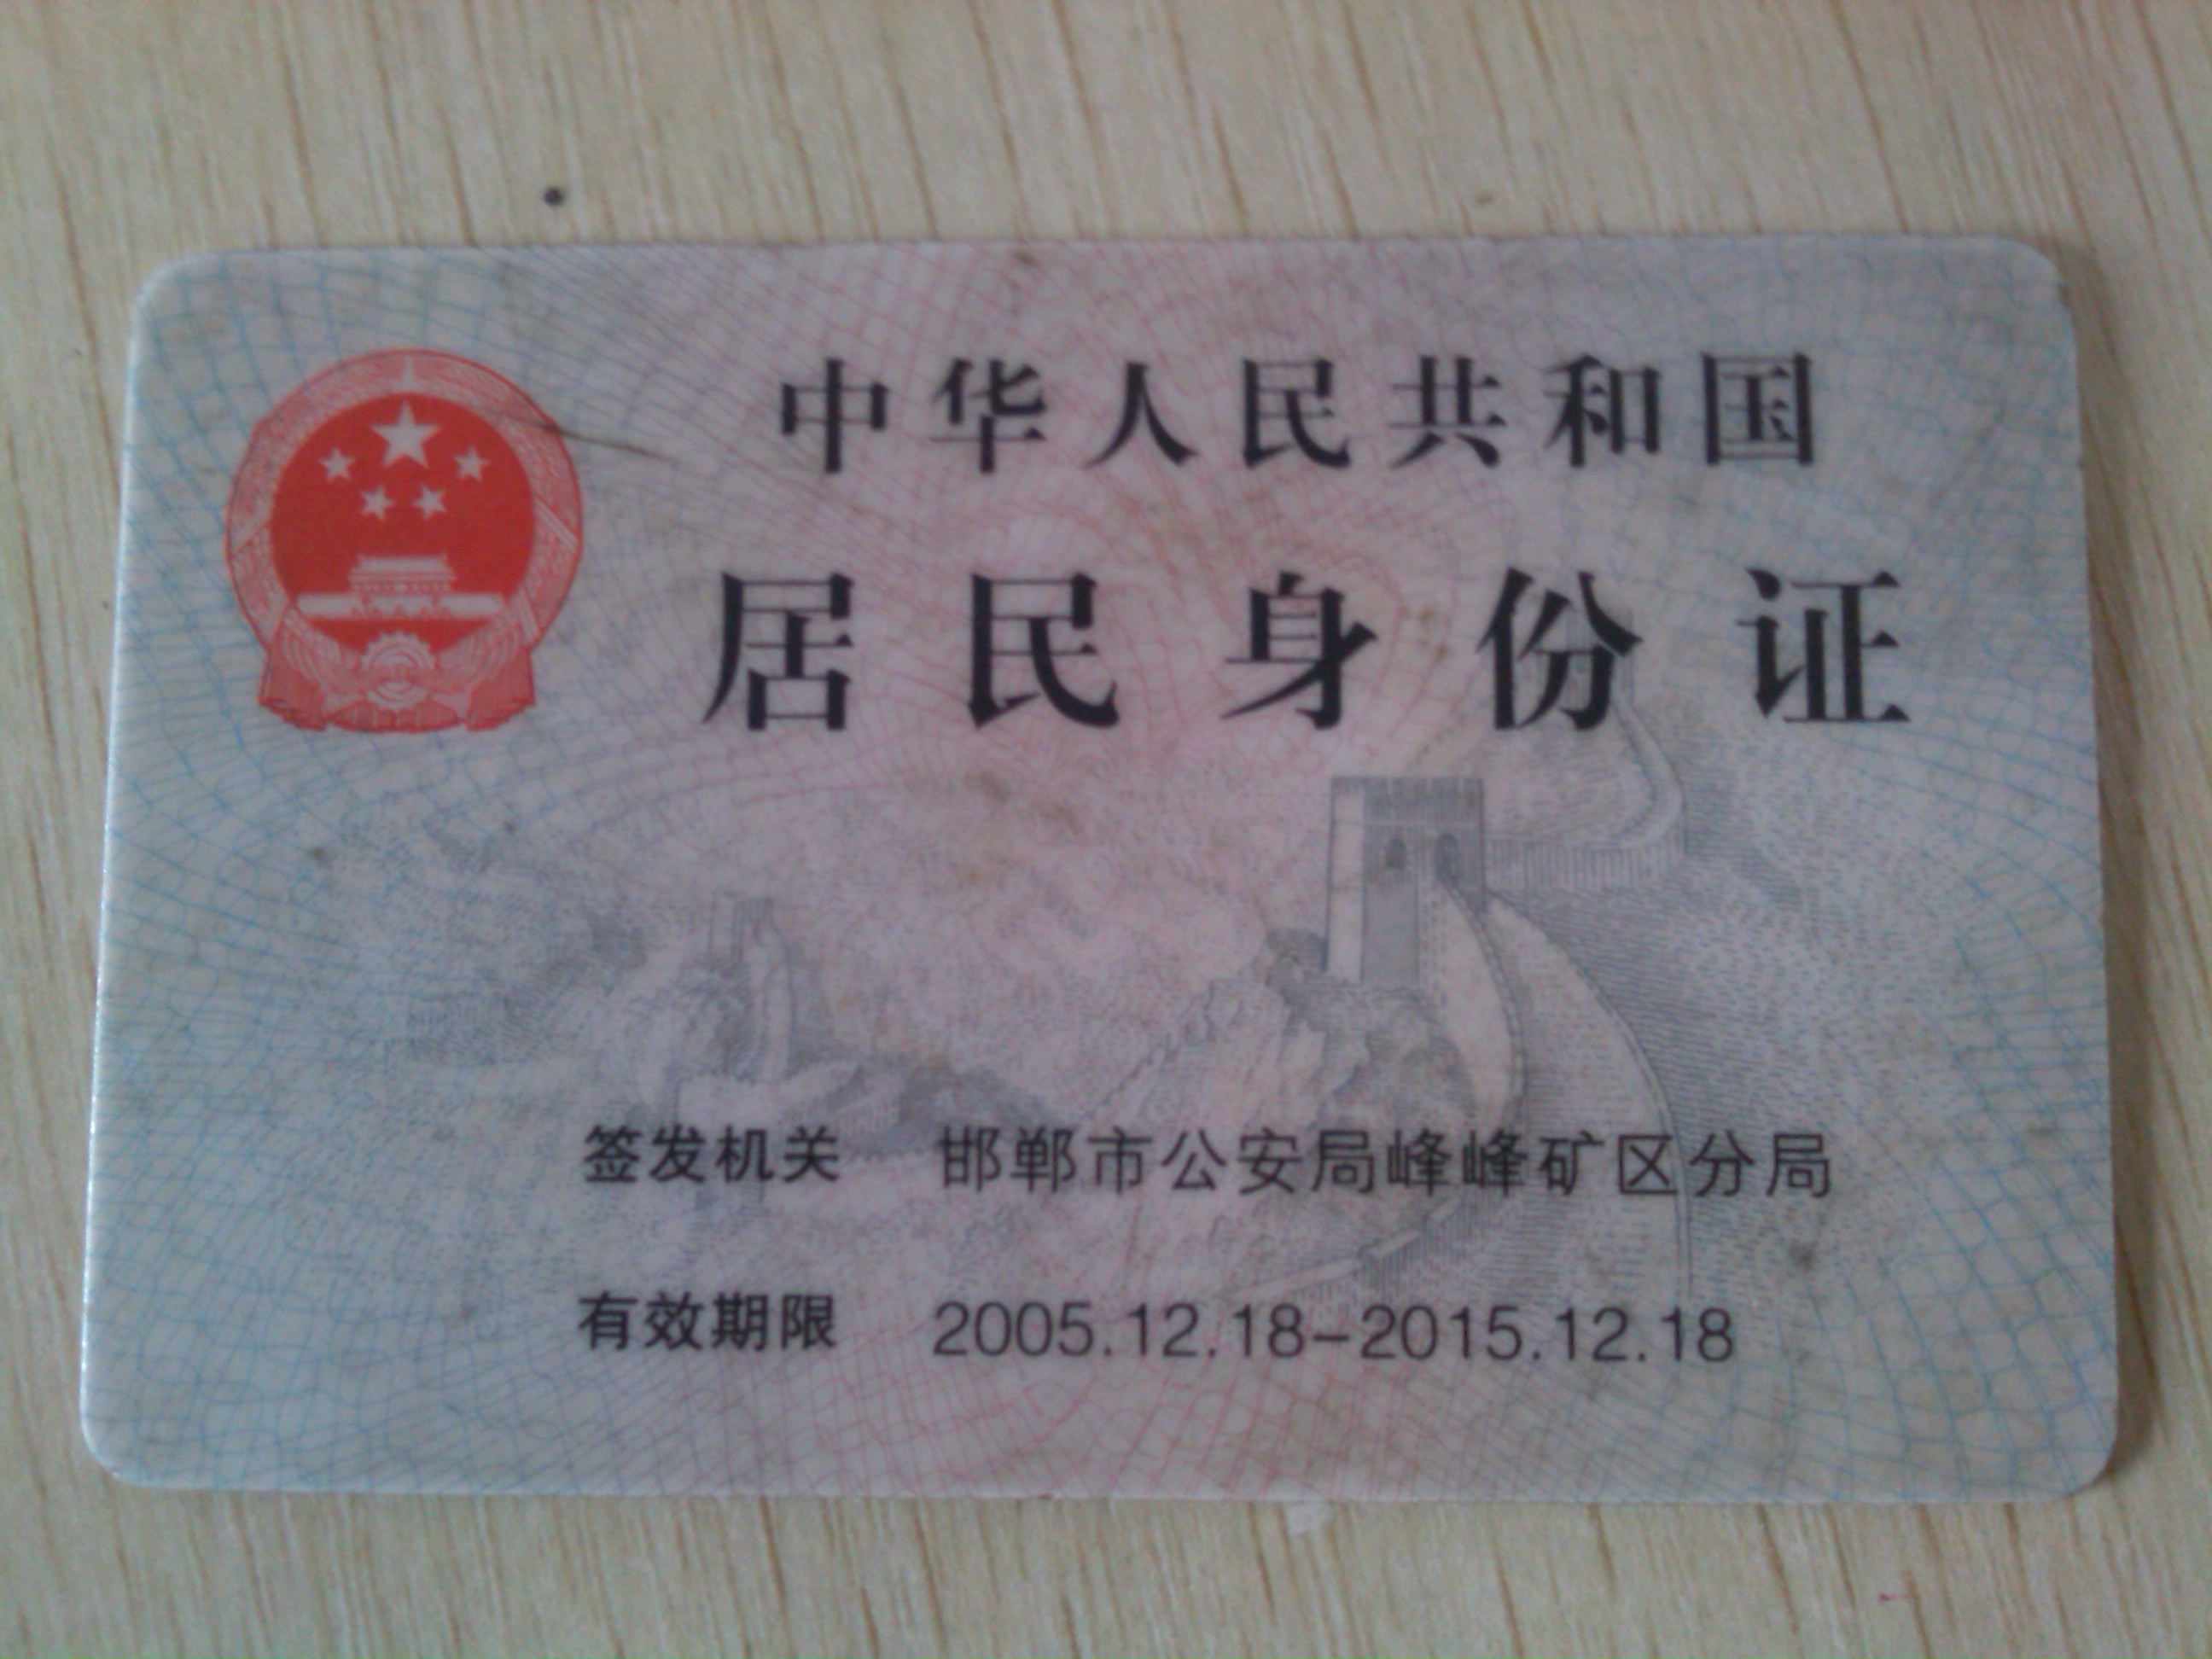 中华人民共和国
居民身份证
签发机关 邯郸市公安局峰峰矿区分局
有效期限 2005.12.18-2015.12.18